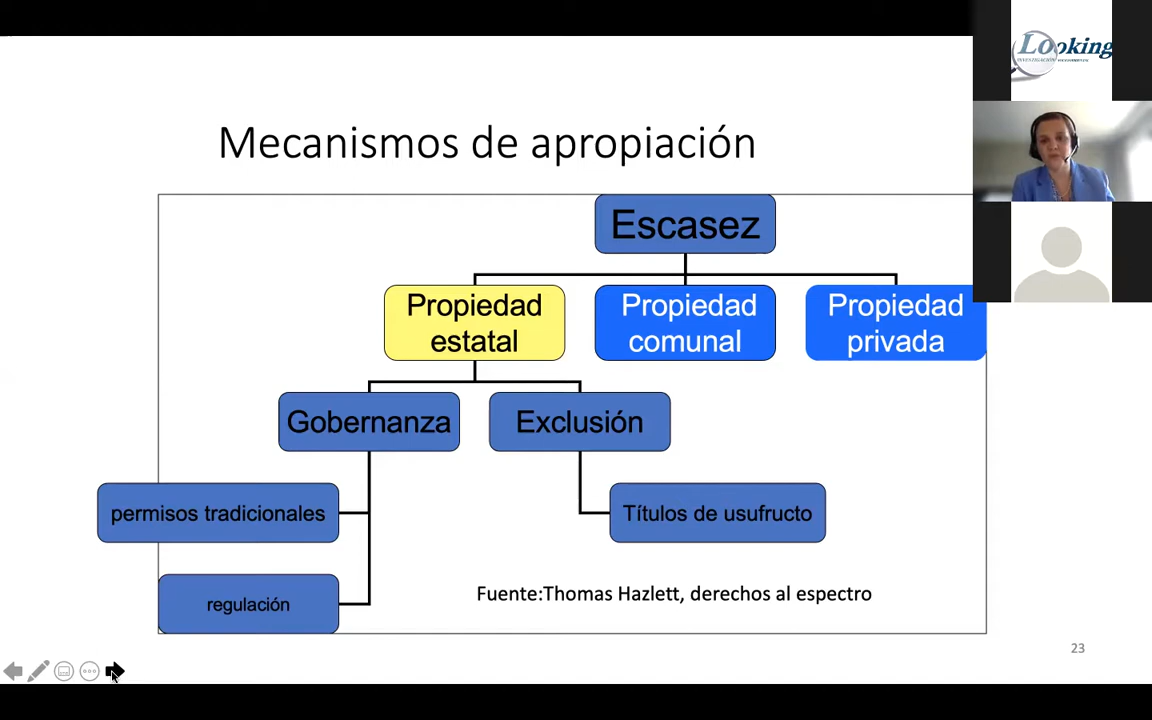 Looking
Mecanismos de apropiación
Escasez
Propiedad
estatal
Propiedad
comunal
Propiedad
privada
Gobernanza
Exclusión
permisos tradicionales
Títulos de usufructo
regulación
Fuente:Thomas Hazlett, derechos al espectro
23